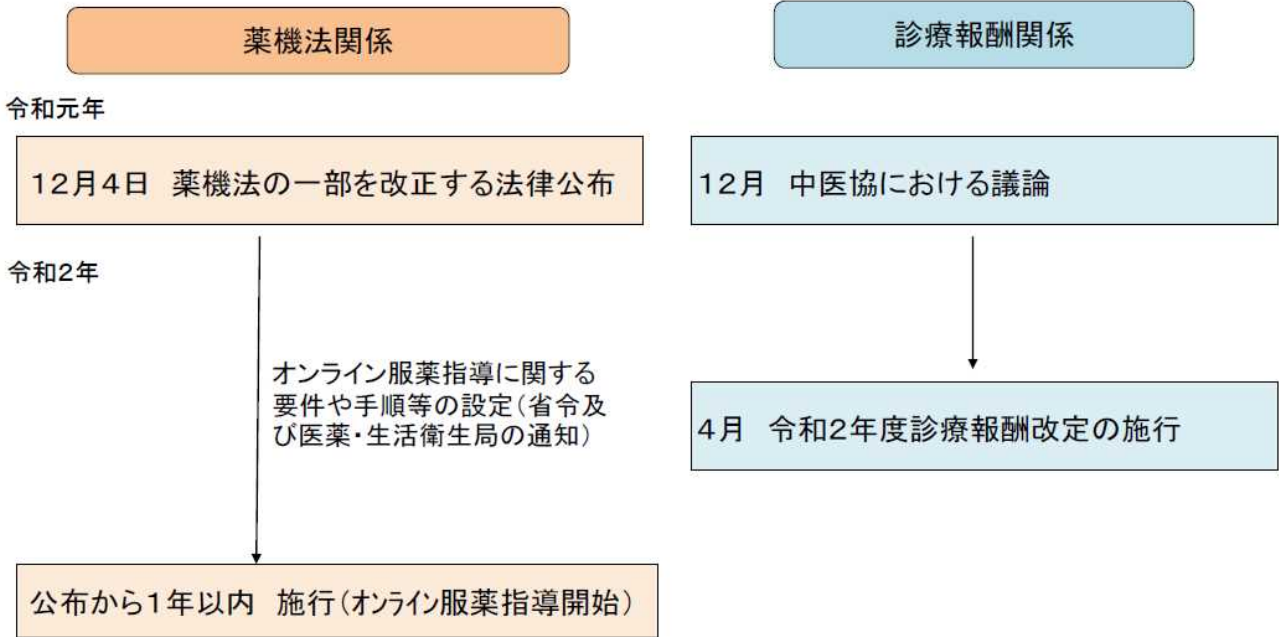 薬機法関係
診療報酬関係
令和元年
12月4日 薬機法の一部を改正する法律公布
12月 中医協における議論
令和2年
オンライン服薬指導に関する
要件や手順等の設定(省令及
び医薬・生活衛生局の通知)
4月 令和2年度診療報酬改定の施行
公布から1年以内 施行(オンライン服薬指導開始)